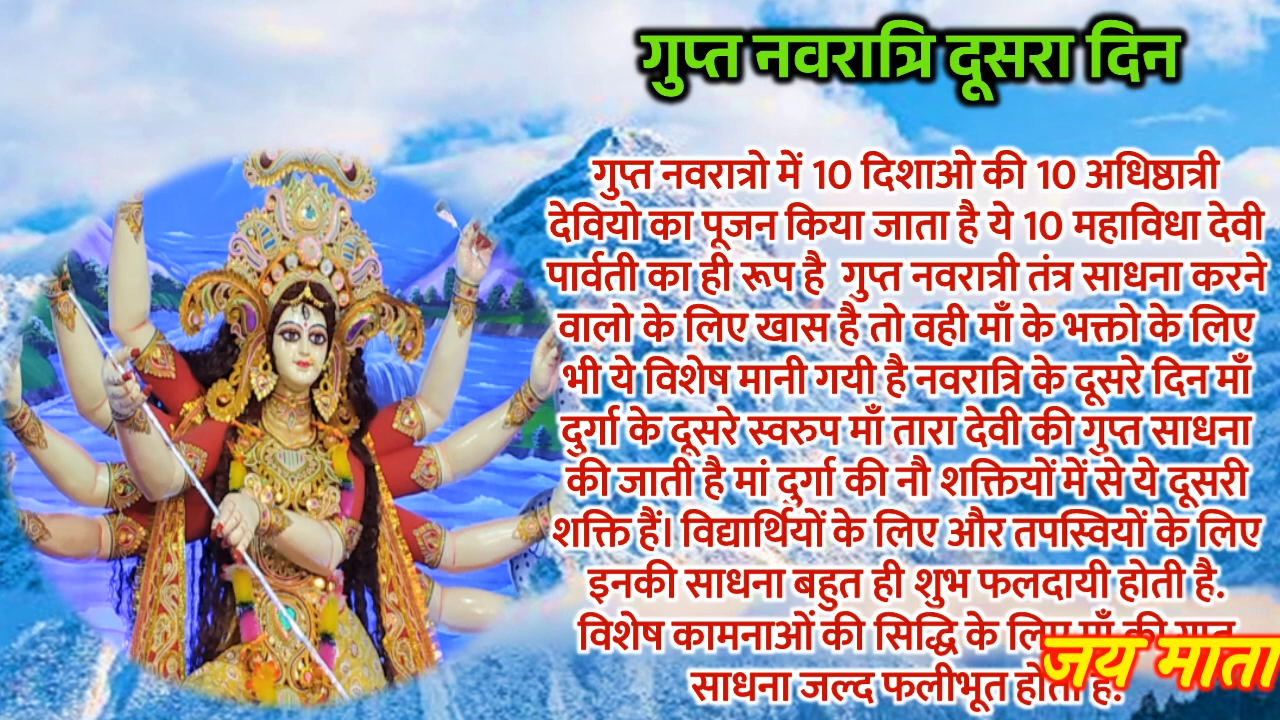 गुप्त नवरात्रि दूसरा दिन
गुप्त नवरात्रो में 10 दिशाओ की 10 अधिष्ठात्री
देवियो का पूजन किया जाता है ये 10 महाविधा देवी
पार्वती का ही रूप है गुप्त नवरात्री तंत्र साधना करने
वालो के लिए खास है तो वही माँ के भक्तो के लिए
भी ये विशेष मानी गयी है नवरात्रि के दूसरे दिन माँ
दुर्गा के दूसरे स्वरुप माँ तारा देवी की गुप्त साधना
की जाती है मां दुर्गा की नौ शक्तियों में से ये दूसरी
शक्ति हैं। विद्यार्थियों के लिए और तपस्वियों के लिए
इनकी साधना बहुत ही शुभ फलदायी होती है.
विशेष कामनाओं की सिद्धि के लिए माँ की गुप्त
साधना जल्द फलीभूत होती है.
जय माता